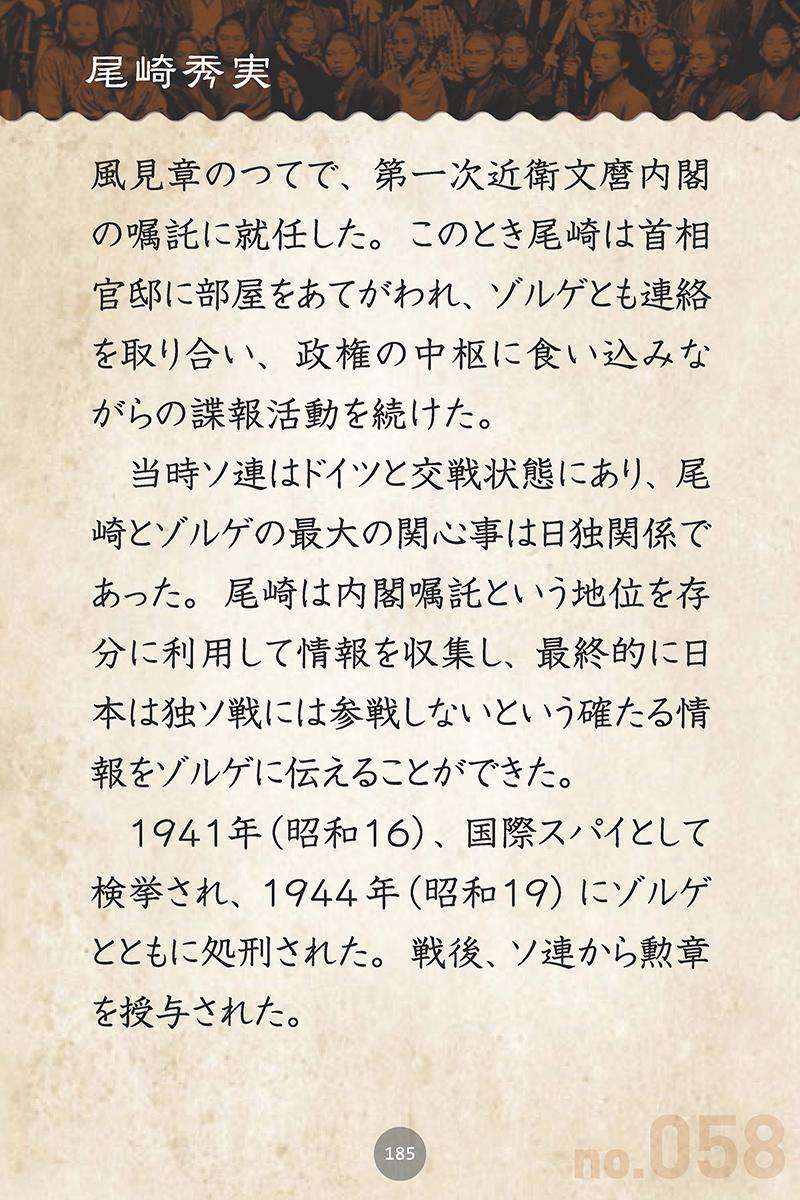 尾崎秀実
風見章のつてで、第一次近衛文麿内閣
の嘱託に就任した。このとき尾崎は首相
官邸に部屋をあてがわれ、ゾルゲとも連絡
を取り合い、政権の中枢に食い込みな
がらの諜報活動を続けた。
当時ソ連はドイツと交戦状態にあり、尾
崎とゾルゲの最大の関心事は日独関係で
あった。尾崎は内閣嘱託という地位を存
分に利用して情報を収集し、最終的に日
本は独ソ戦には参戦しないという確たる情
報をゾルゲに伝えることができた。
1941年(昭和16)、国際スパイとして
検挙され、1944年(昭和19)にゾルゲ
とともに処刑された。戦後、ソ連から勲章
を授与された。
185
no.058